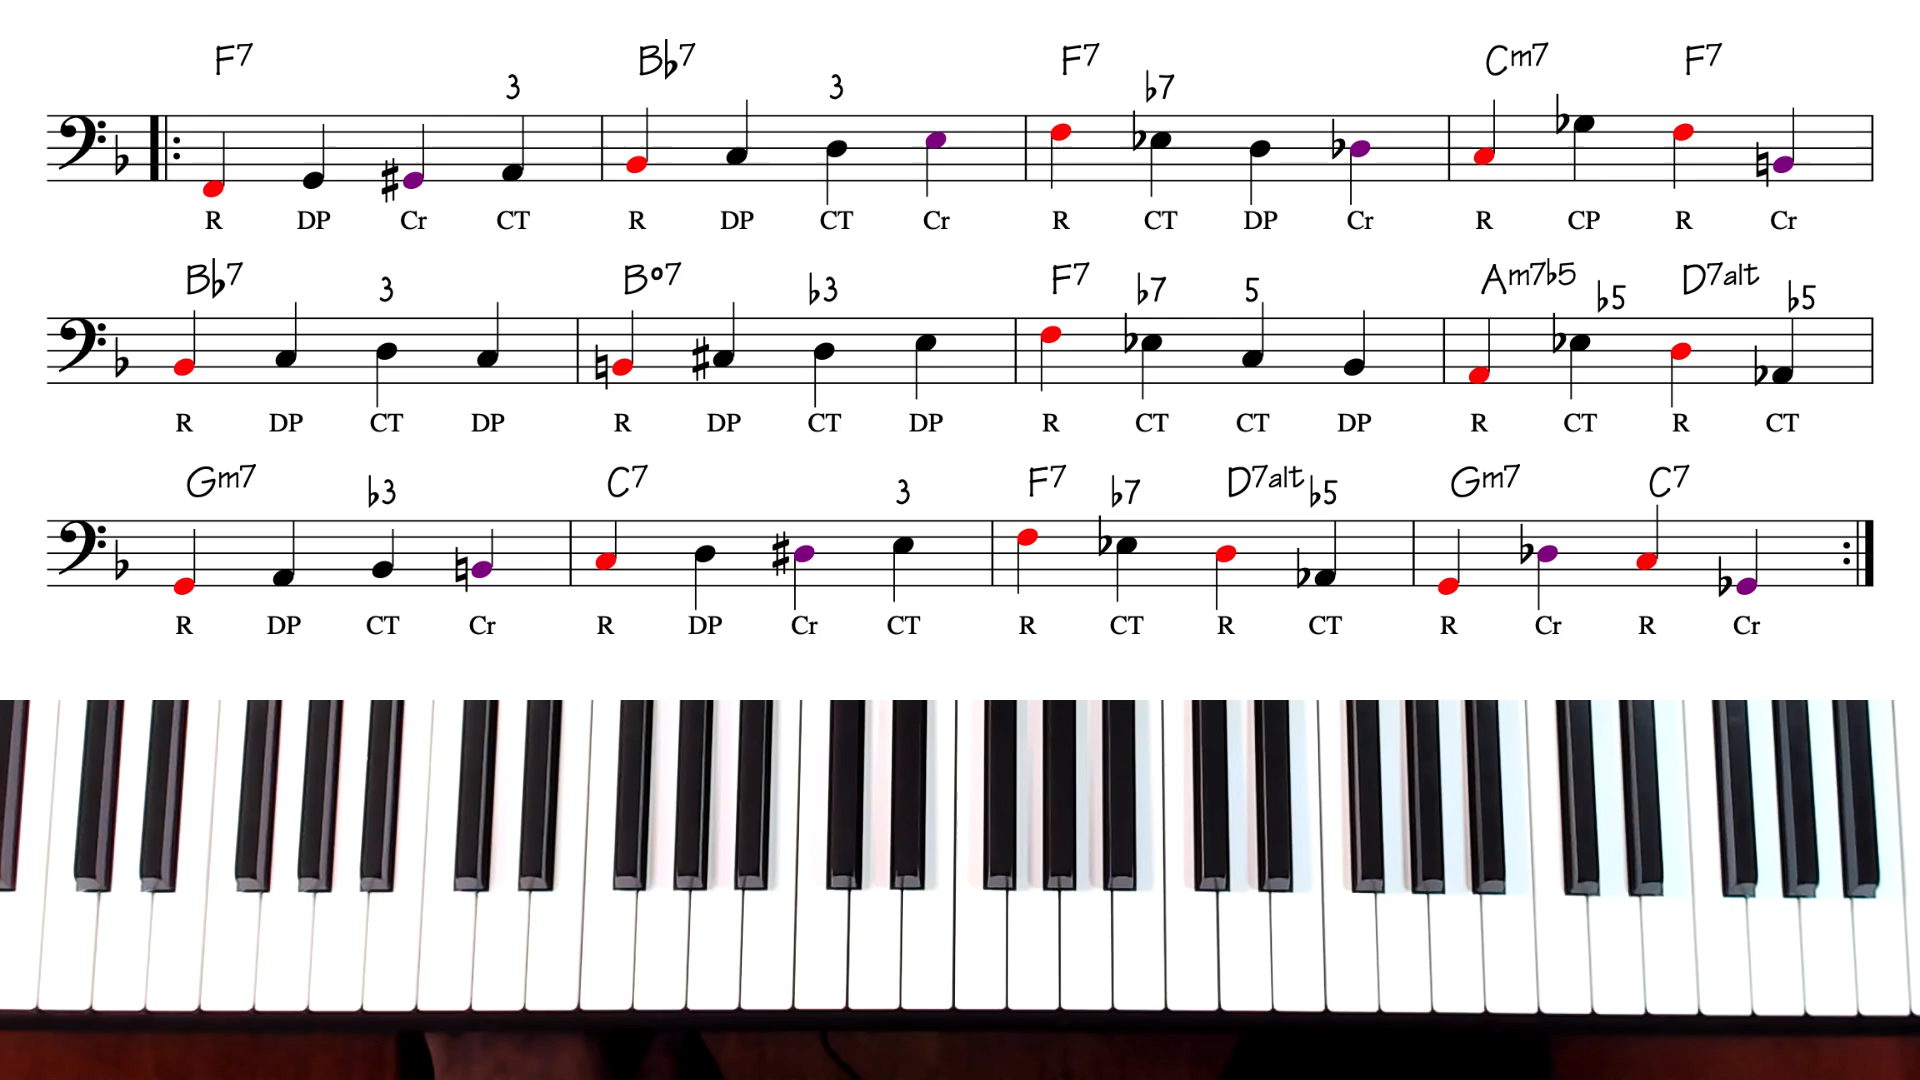 F7 Bb7 F7 Cm7 F7
3 3 b7
R DP Cr CT R DP CT Cr R CT DP Cr R CP R Cr
Bb7 Bo7 F7 Am7b5 D7alt
3 b3 b7 5 b5 b5
R DP CT DP R DP CT DP R CT CT DP R CT R CT
Gm7 C7 F7 D7alt Gm7 C7
b3 3 b7 b5
R DP CT Cr R DP Cr CT R CT R CT R Cr R Cr